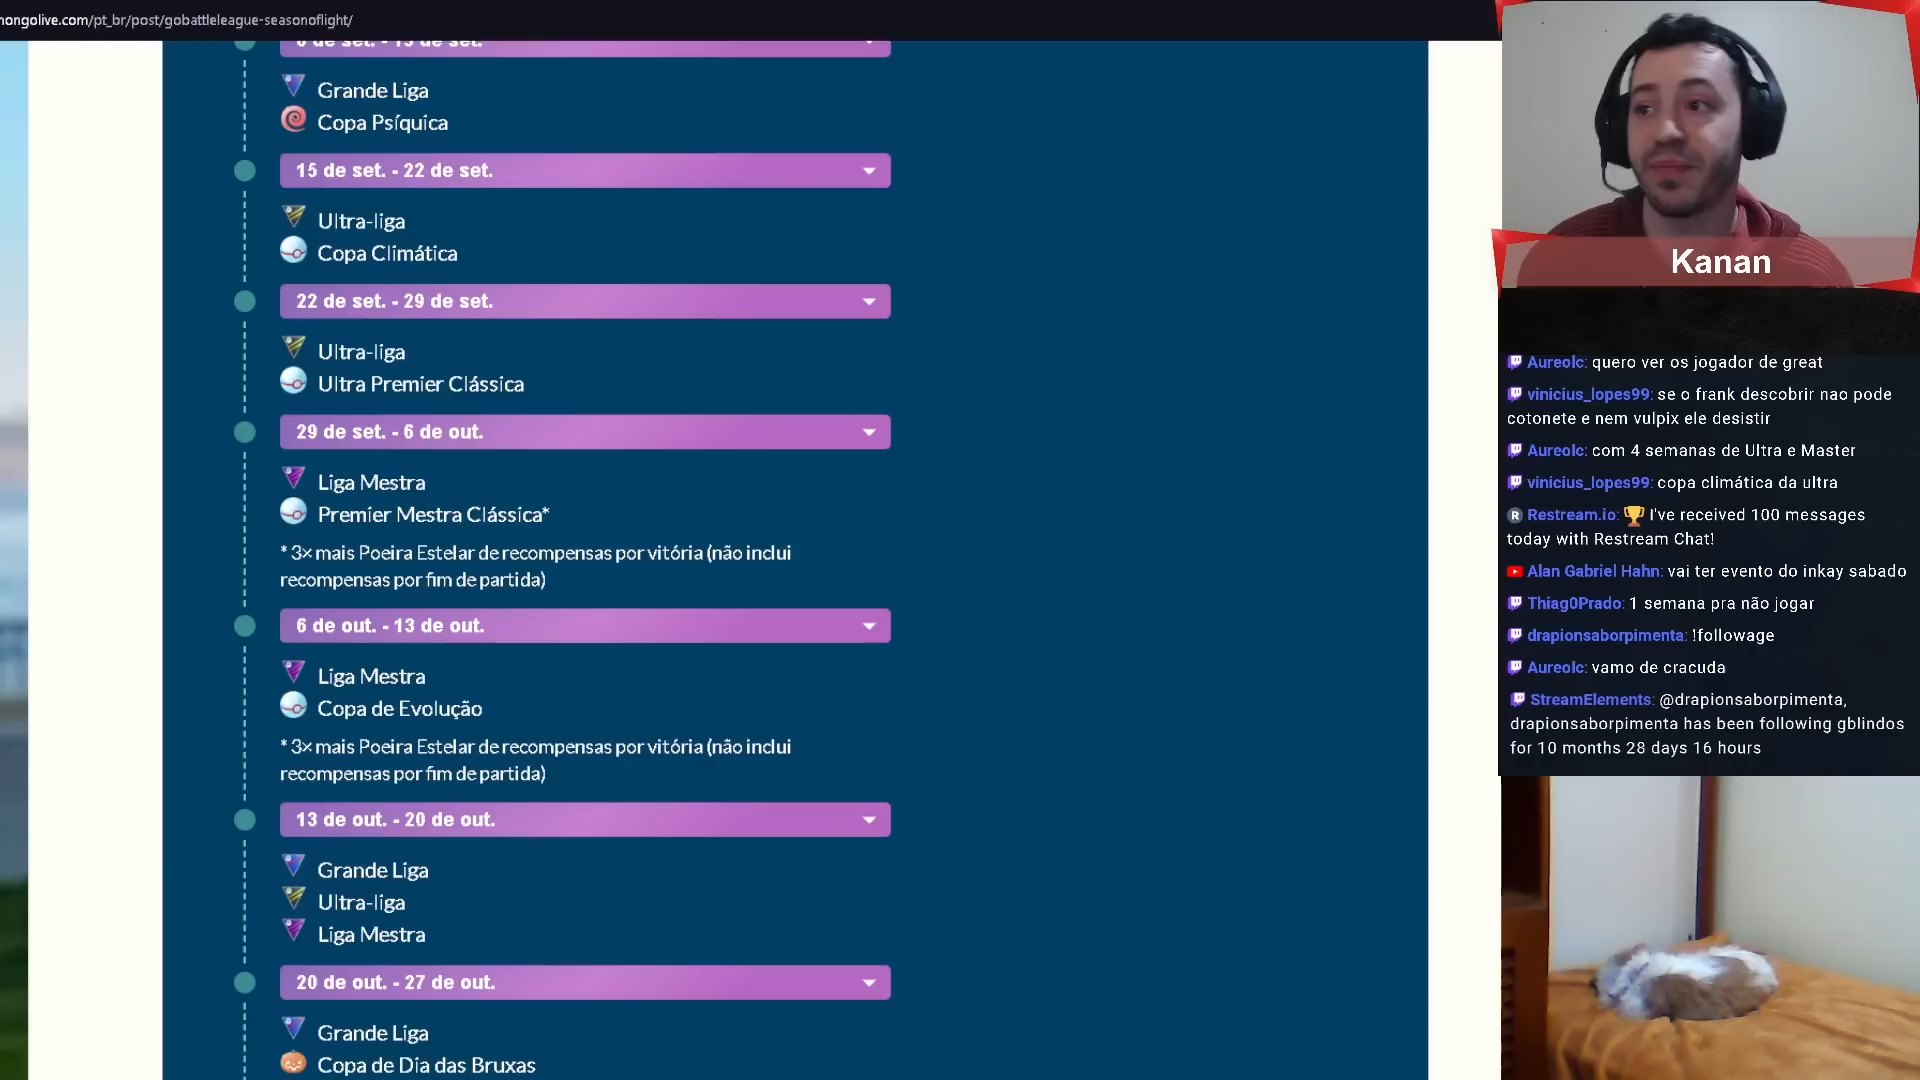 nongolive.com/pt_br/post/gobattleleague-seasonoflight/
Grande Liga
Copa Psíquica
15 de set. - 22 de set.
Ultra-liga
Copa Climática
22 de set. - 29 de set.
Ultra-liga
Ultra Premier Clássica
29 de set. - 6 de out.
Liga Mestra
Premier Mestra Clássica*
* 3× mais Poeira Estelar de recompensas por vitória (não inclui
recompensas por fim de partida)
6 de out. - 13 de out.
Liga Mestra
Copa de Evolução
* 3× mais Poeira Estelar de recompensas por vitória (não inclui
recompensas por fim de partida)
13 de out. - 20 de out.
Grande Liga
Ultra-liga
Liga Mestra
20 de out. - 27 de out.
Grande Liga
Copa de Dia das Bruxas
Kanan
Aureolc: quero ver os jogador de great
vinicius_lopes99: se o frank descobrir nao pode
cotonete e nem vulpix ele desistir
Aureolc: com 4 semanas de Ultra e Master
vinicius_lopes99: copa climática da ultra
R Restream.io: 🏆 I've received 100 messages
today with Restream Chat!
Alan Gabriel Hahn: vai ter evento do inkay sabado
Thiag0Prado: 1 semana pra não jogar
drapionsaborpimenta: !followage
Aureolc: vamo de cracuda
StreamElements: @drapionsaborpimenta,
drapionsaborpimenta has been following gblindos
for 10 months 28 days 16 hours